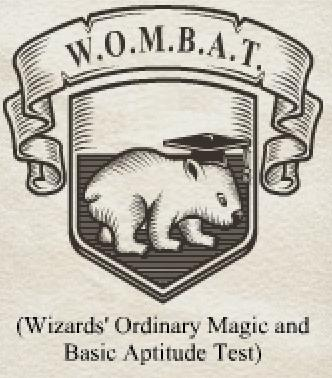 W.O.M.B.A.T.
(Wizards' Ordinary Magic and
Basic Aptitude Test)